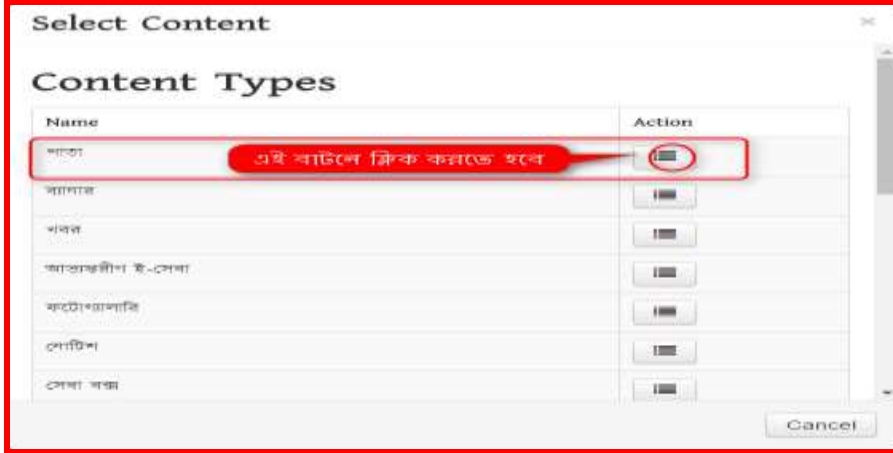 Select Content
Content Types
Name Action
পাতা
এই বাটনে ক্লিক করতে হবে
ব্যানার
খবর
আভ্যন্তরীণ ই-সেবা
ফটোগ্যালারি
নোটিশ
সেবা বক্স
Cancel